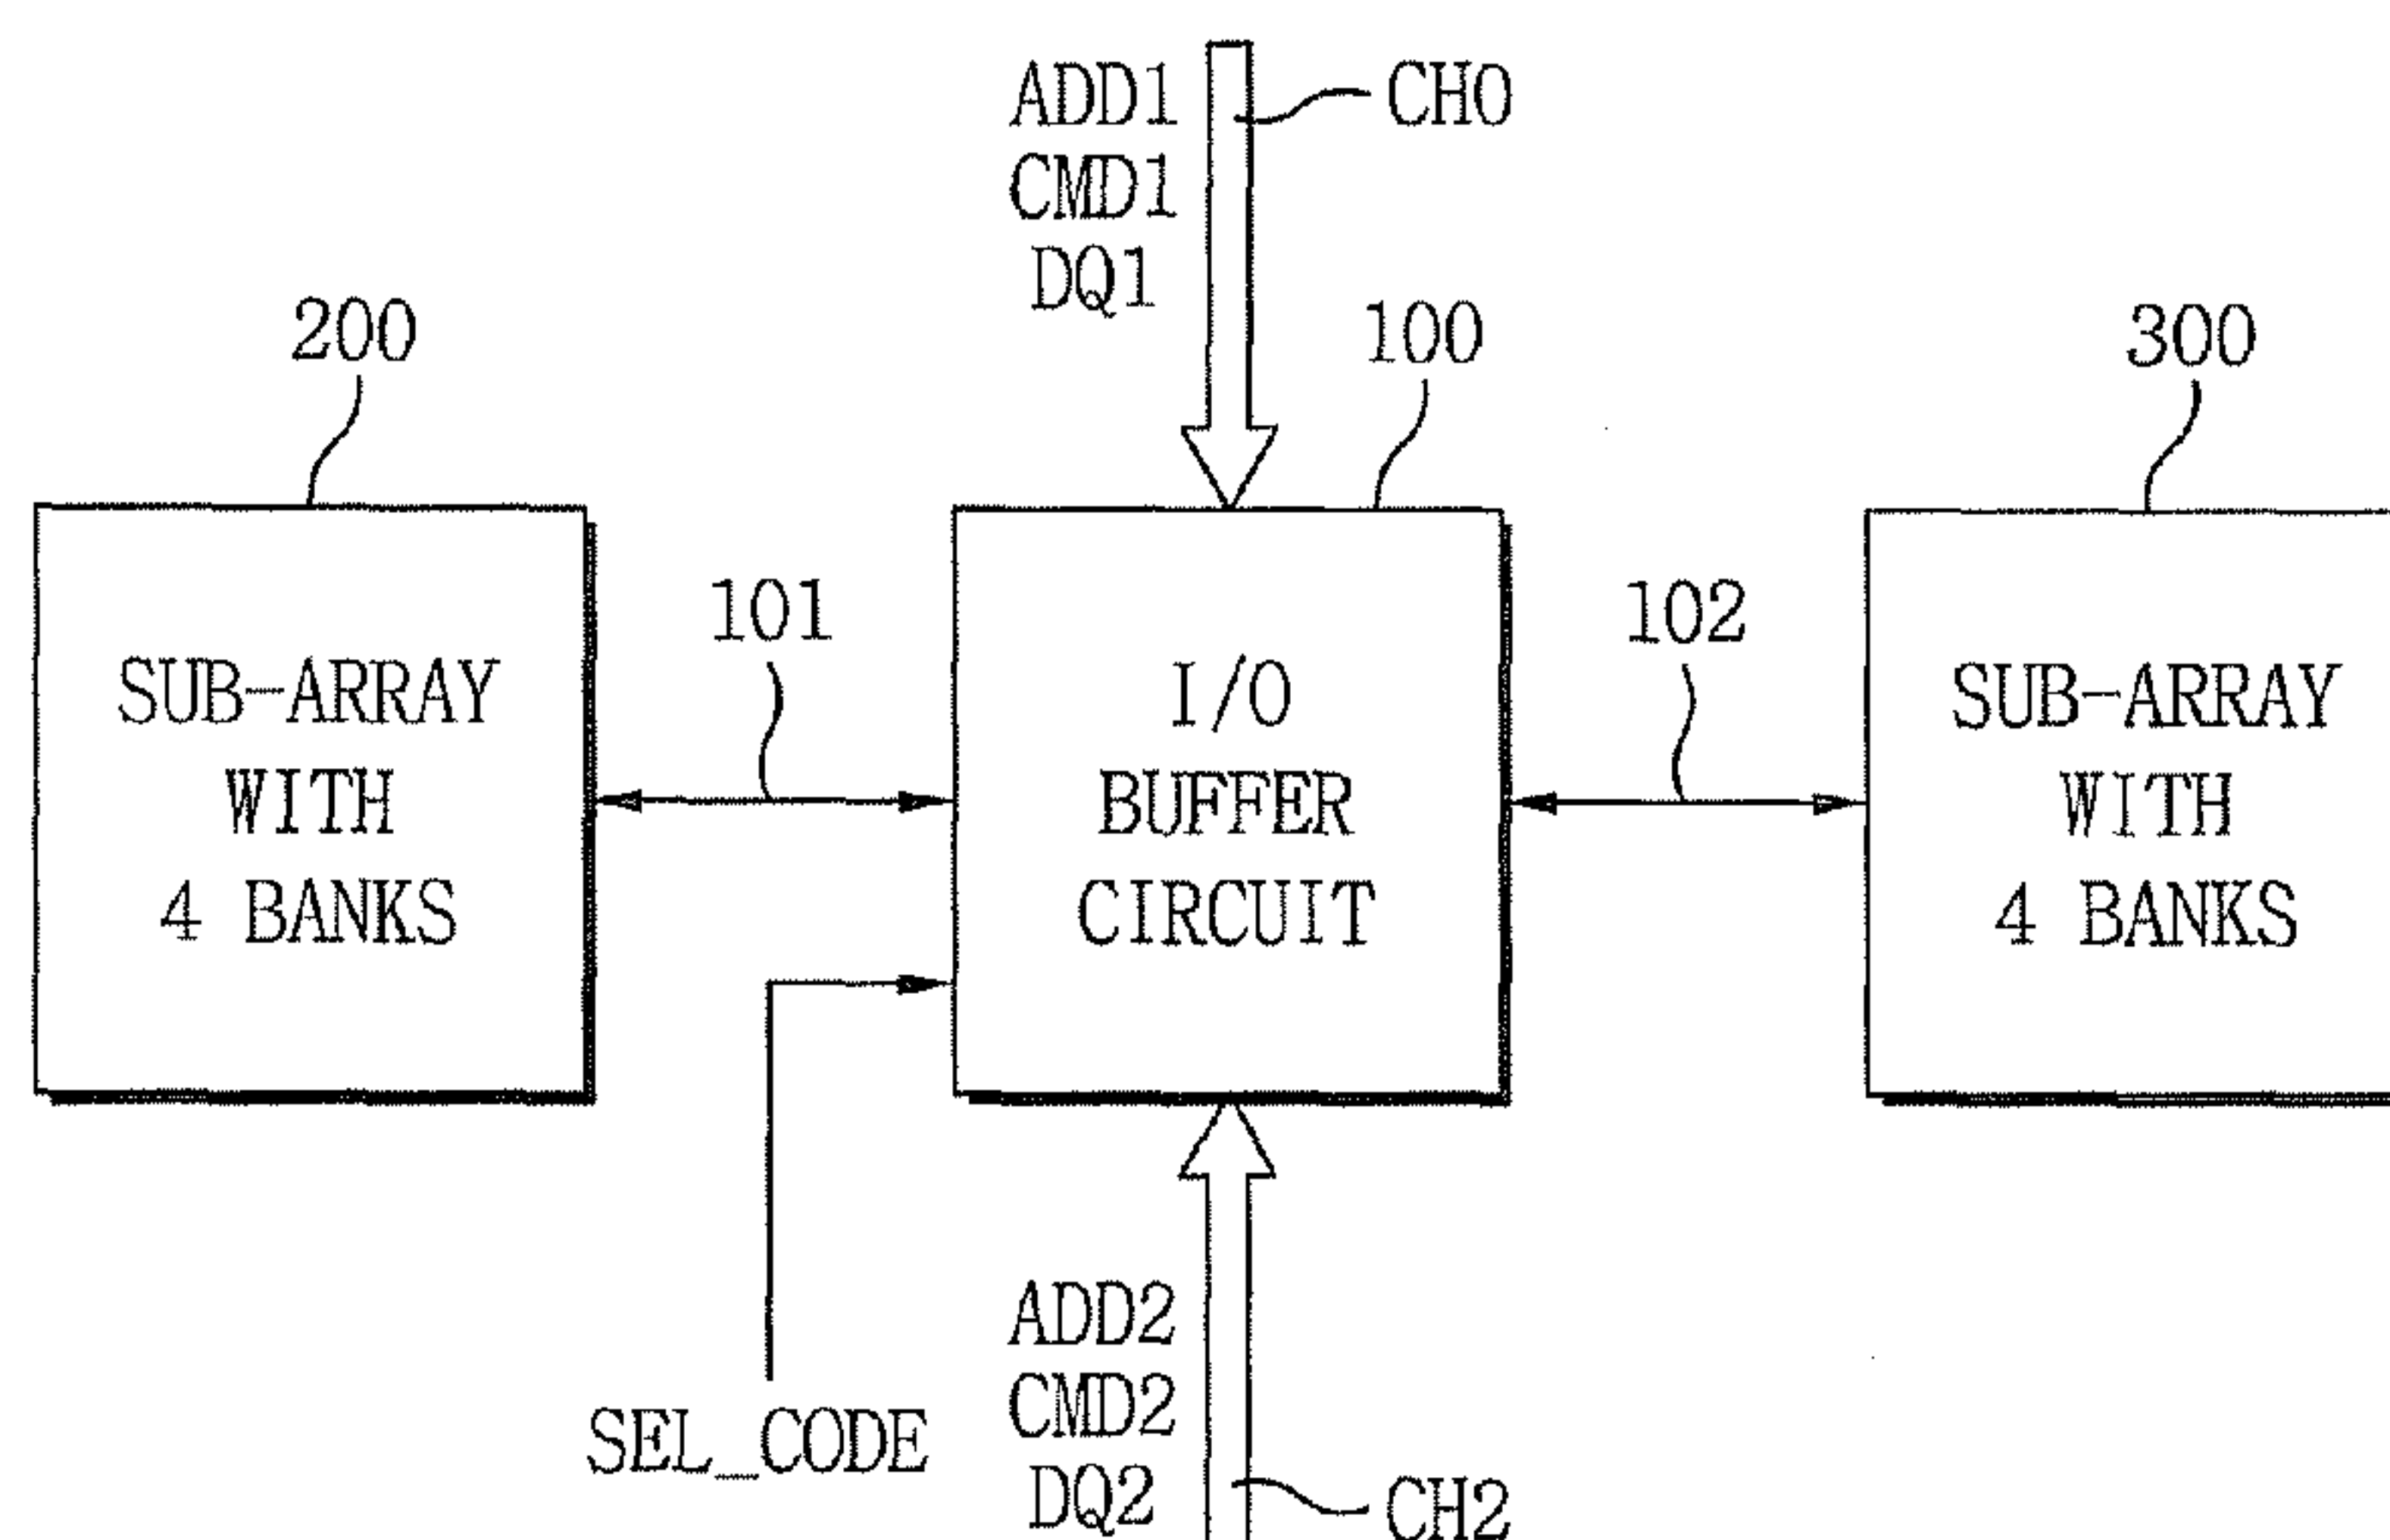 ADD1
CMD1
DQ1
CHO
200
100
300
101
102
SUB-ARRAY
WITH
4 BANKS
I/O
BUFFER
CIRCUIT
SUB-ARRAY
WITH
4 BANKS
SEL_CODE
ADD2
CMD2
DQ2
CH2